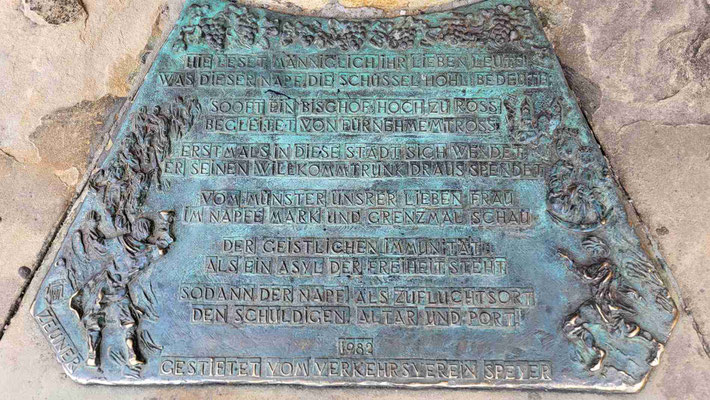 HIE LESET MÄNNIGLICH IHR LIEBEN LEUTE
WAS DIESER NAPF, DIE SCHÜSSEL HOHL BEDEUT:
SOOFT EIN BISCHOF HOCH ZU ROSS
BEGLEITET VON FÜRNEHMEM TROSS
ERSTMALS IN DIESE STADT SICH WENDET
ER SEINEN WILLKOMMTRUNK DRAUS SPENDET
VOM MÜNSTER UNSRER LIEBEN FRAU
IM NAPFE MARK UND GRENZMAL SCHAU
DER GEISTLICHEN IMMUNITÄT:
ALS EIN ASYL DER FREIHEIT STEHT
SODANN DER NAPF ALS ZUFLUCHTSORT
DEN SCHULDIGEN, ALTAR UND PORT!
1982
GESTIFTET VOM VERKEHRSVEREIN SPEYER
ZEUNER